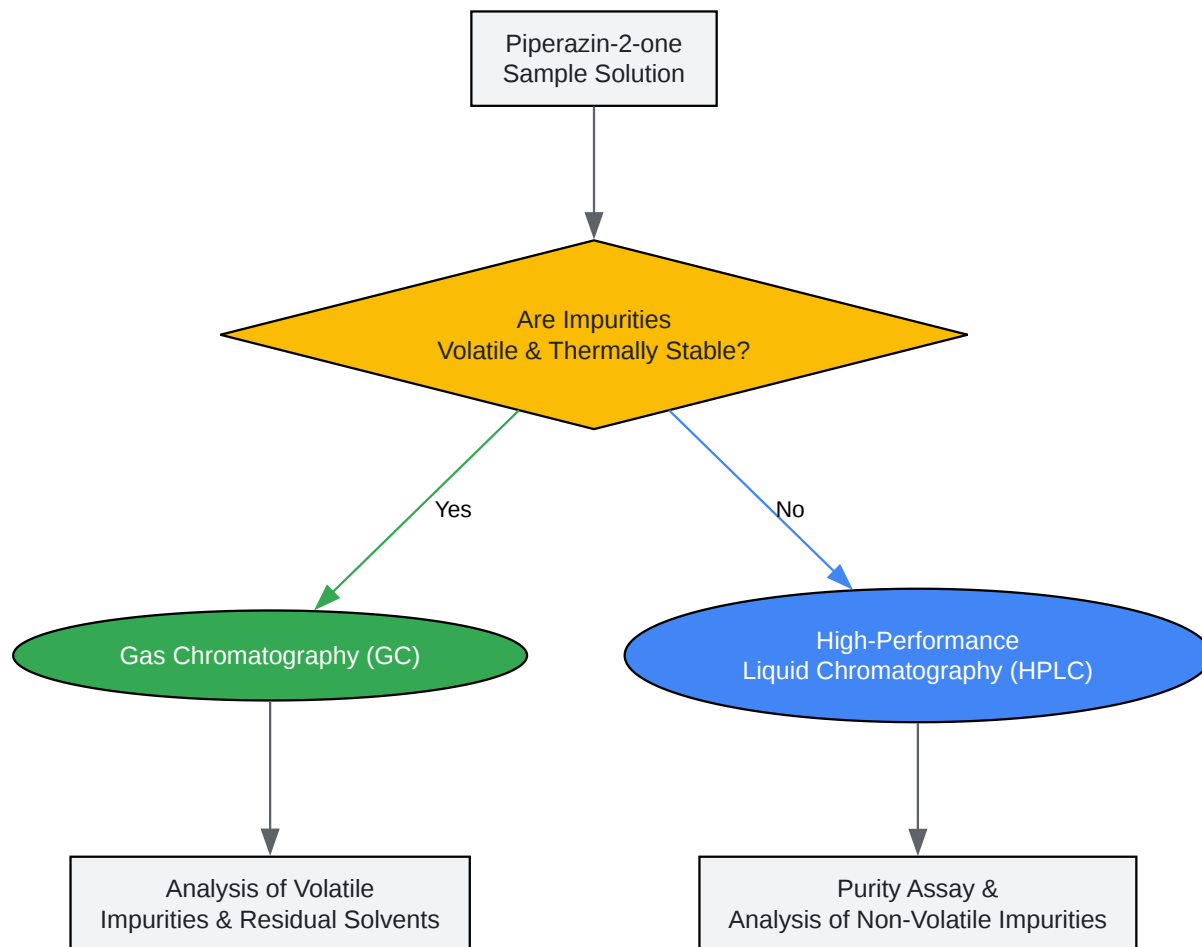 Piperazin-2-one
Sample Solution
Are Impurities
Volatile & Thermally Stable?
Yes
No
Gas Chromatography (GC)
High-Performance
Liquid Chromatography (HPLC)
Analysis of Volatile
Impurities & Residual Solvents
Purity Assay &
Analysis of Non-Volatile Impurities